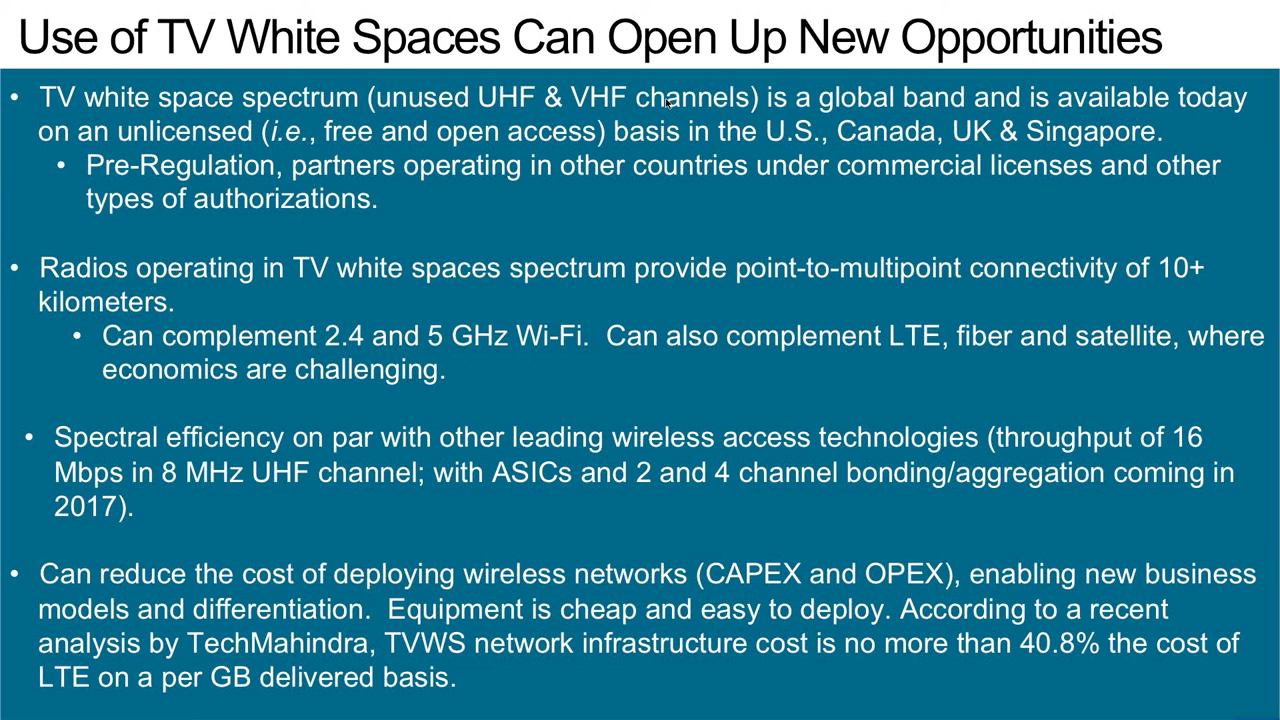 Use of TV White Spaces Can Open Up New Opportunities
• TV white space spectrum (unused UHF & VHF channels) is a global band and is available today
on an unlicensed (i.e., free and open access) basis in the U.S., Canada, UK & Singapore.
• Pre-Regulation, partners operating in other countries under commercial licenses and other
types of authorizations.
• Radios operating in TV white spaces spectrum provide point-to-multipoint connectivity of 10+
kilometers.
• Can complement 2.4 and 5 GHz Wi-Fi.  Can also complement LTE, fiber and satellite, where
economics are challenging.
• Spectral efficiency on par with other leading wireless access technologies (throughput of 16
Mbps in 8 MHz UHF channel; with ASICs and 2 and 4 channel bonding/aggregation coming in
2017).
• Can reduce the cost of deploying wireless networks (CAPEX and OPEX), enabling new business
models and differentiation.  Equipment is cheap and easy to deploy. According to a recent
analysis by TechMahindra, TVWS network infrastructure cost is no more than 40.8% the cost of
LTE on a per GB delivered basis.